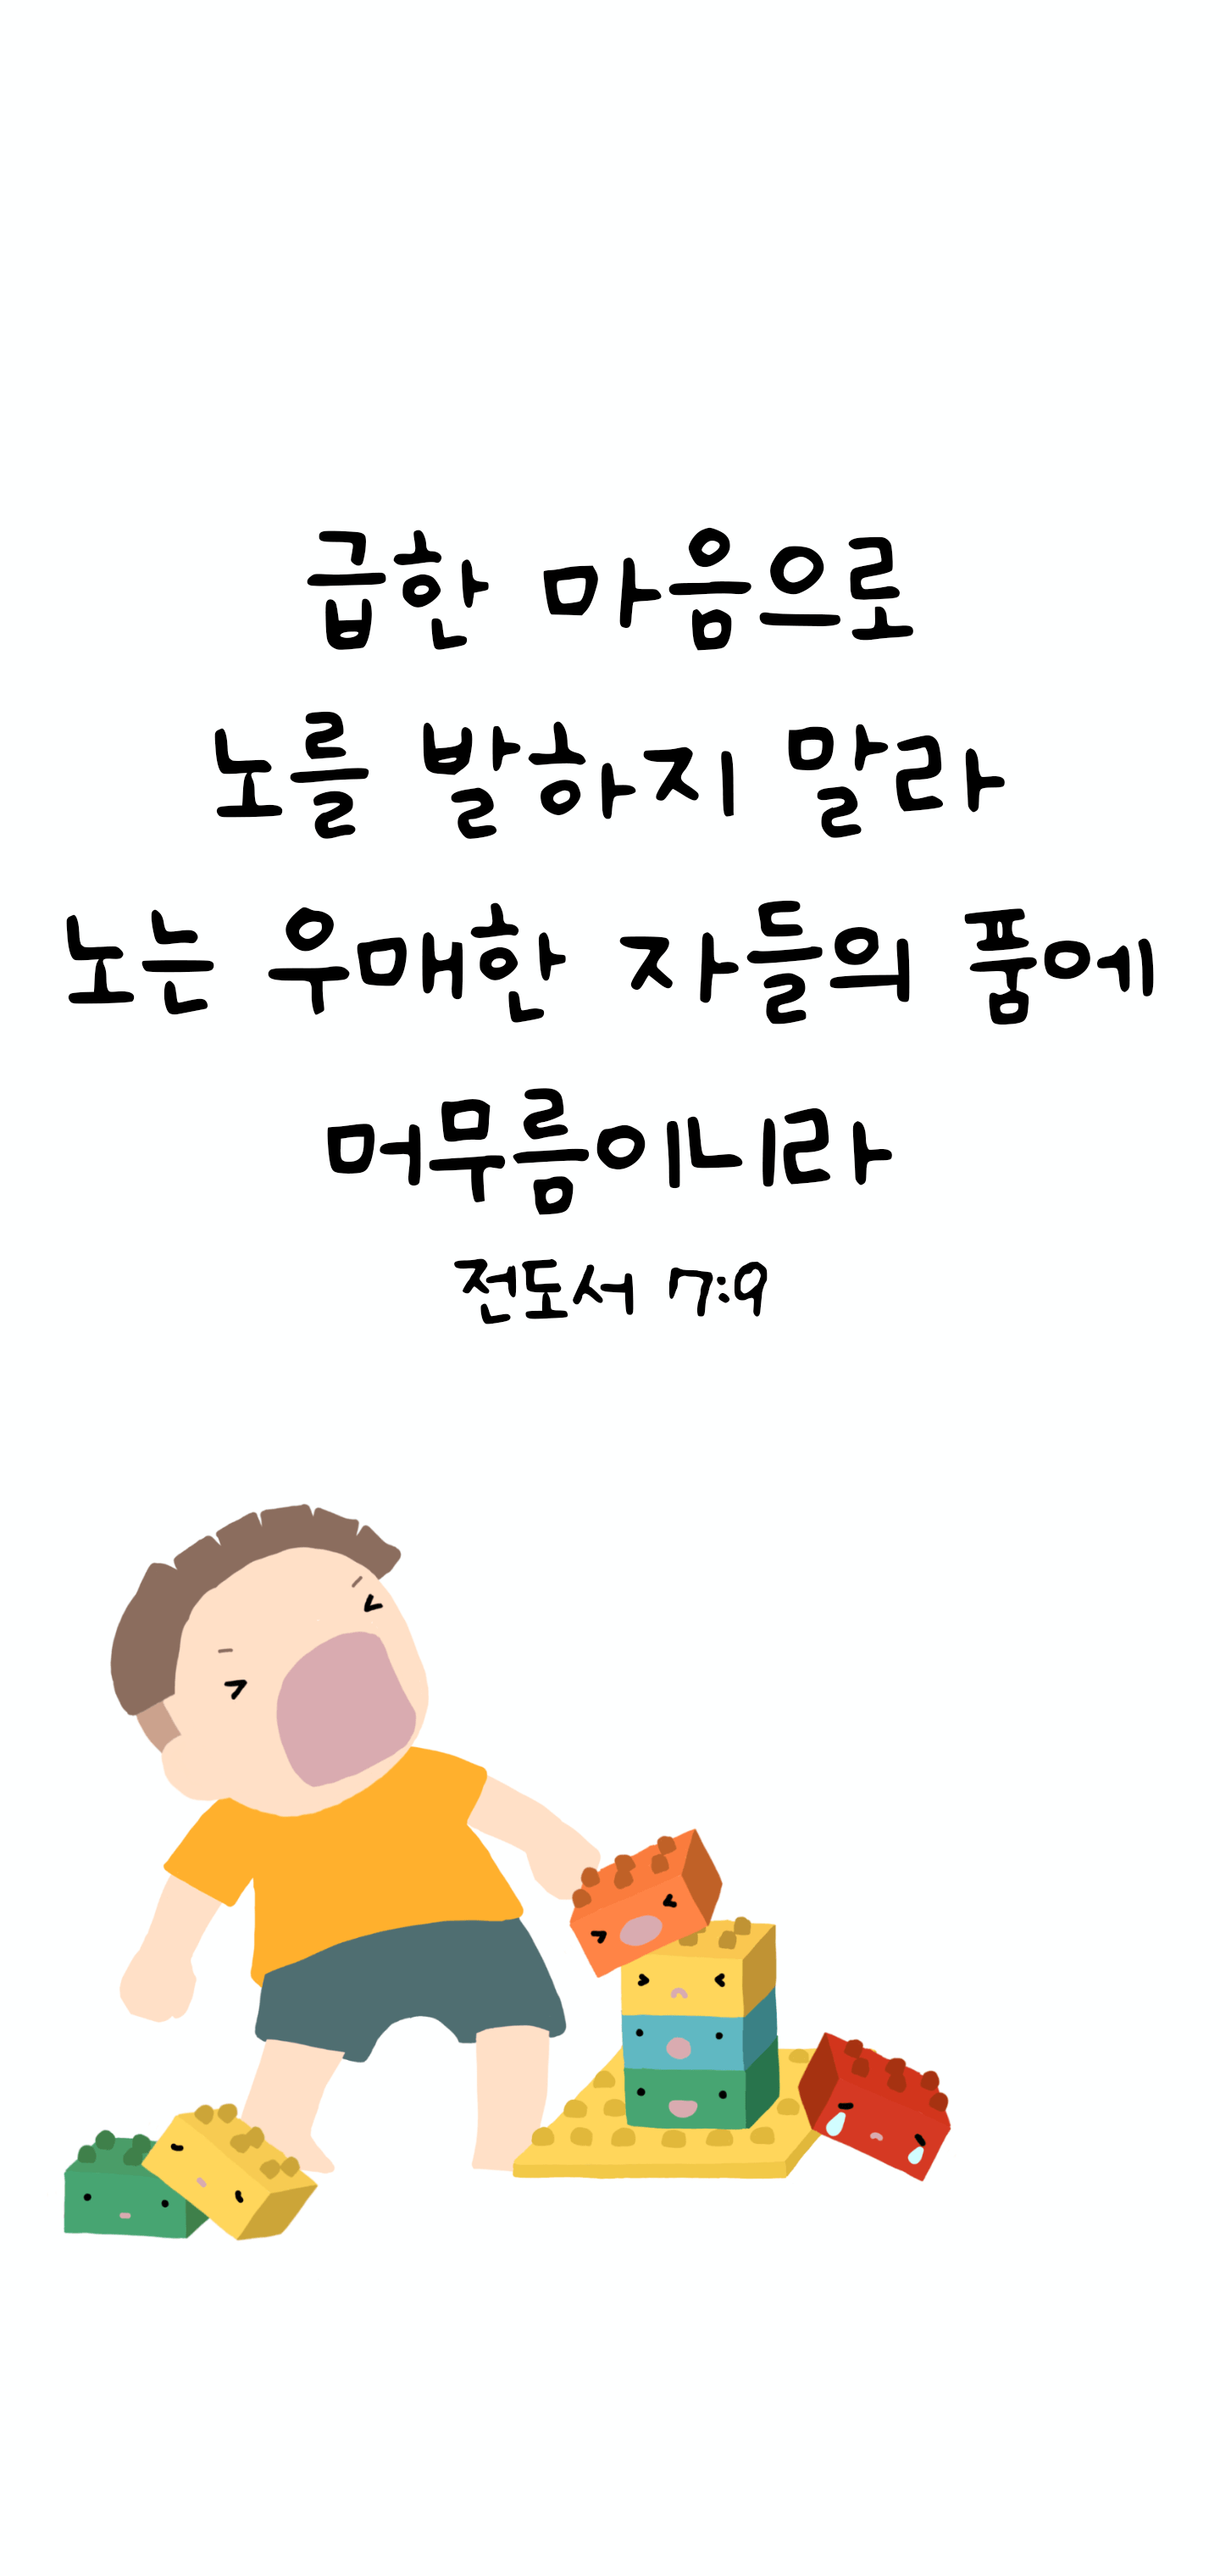 급한 마음으로
노를 발하지 말라
노는 우매한 자들의 품에
머무름이니라
전도서 7:9